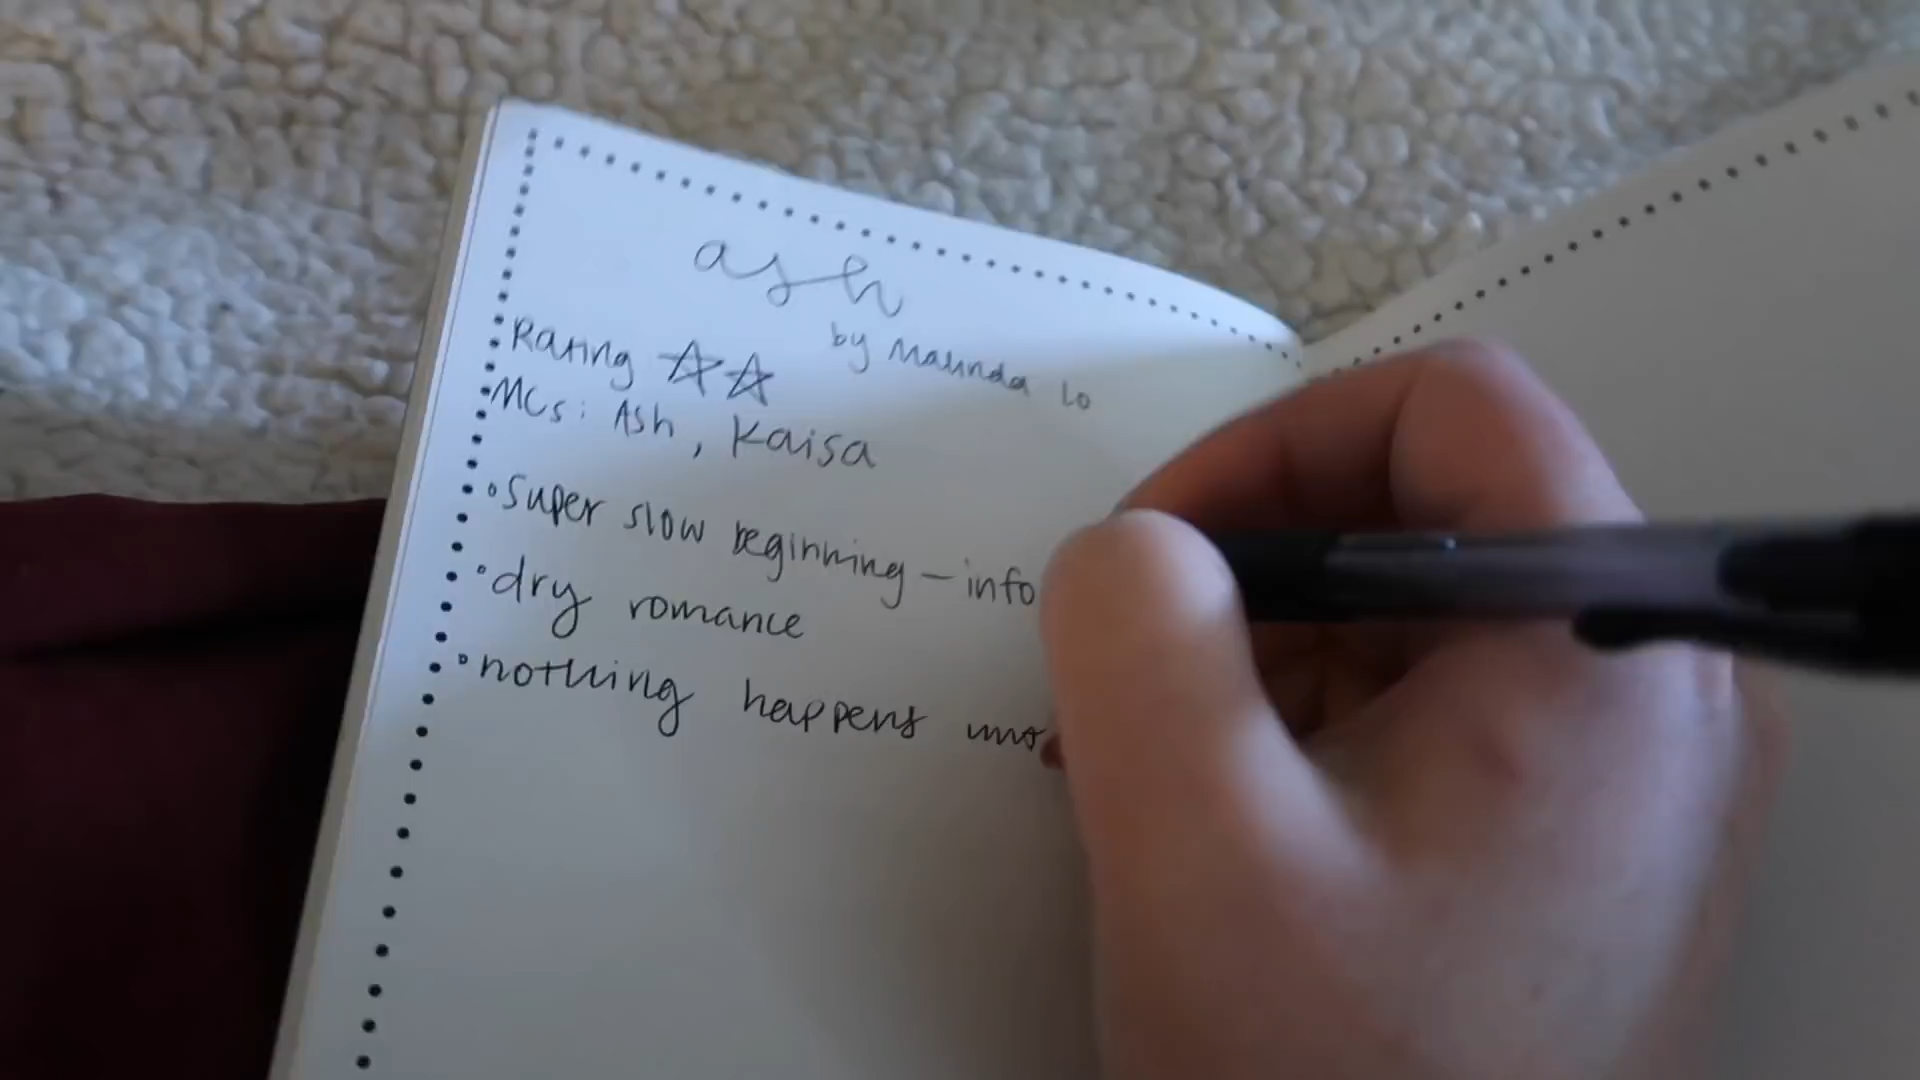 ash
by Malinda Lo
Rating ☆☆
MCs: Ash, Kaisa
• Super slow beginning – info
• dry romance
• nothing happens